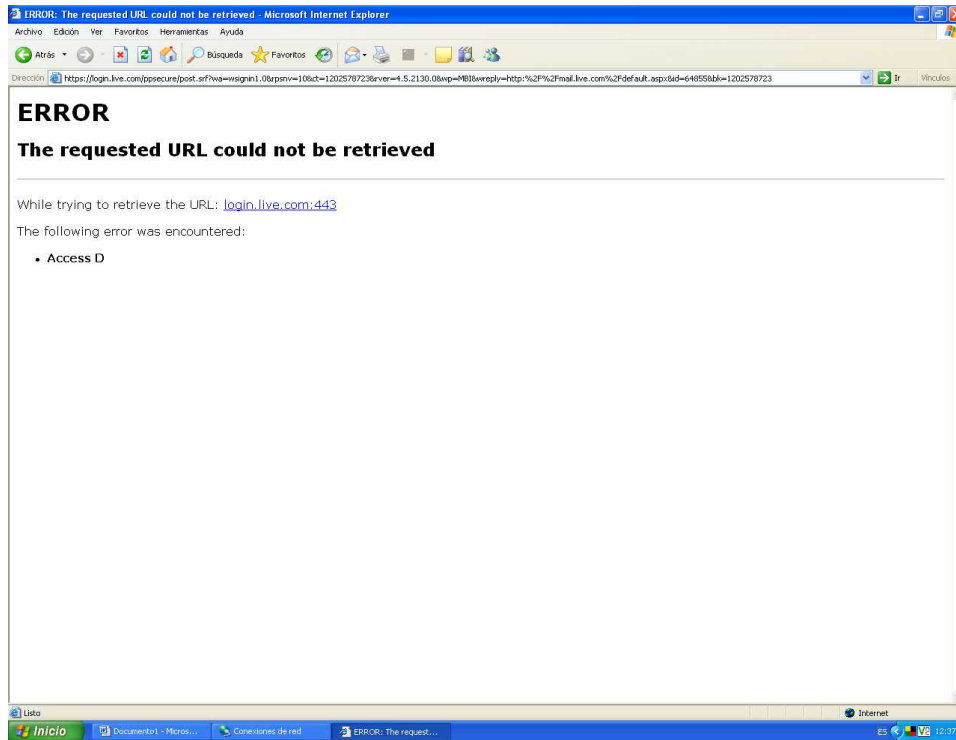 ERROR: The requested URL could not be retrieved - Microsoft Internet Explorer
Archivo Edición Ver Favoritos Herramientas Ayuda
Atrás Búsqueda Favoritos
Dirección https://login.live.com/ppsecure/post.srf?wa=wsignin1.0&rpsnv=10&ct=1202578723&rver=4.5.2130.0&wp=MBI&wreply=http:%2F%2Fmail.live.com%2Fdefault.aspx&id=64855&bk=1202578723 Ir Vínculos
ERROR
The requested URL could not be retrieved
While trying to retrieve the URL: login.live.com:443
The following error was encountered:
• Access D
Listo Internet
Inicio Documento1 - Micros... Conexiones de red ERROR: The request... ES V2 12:37